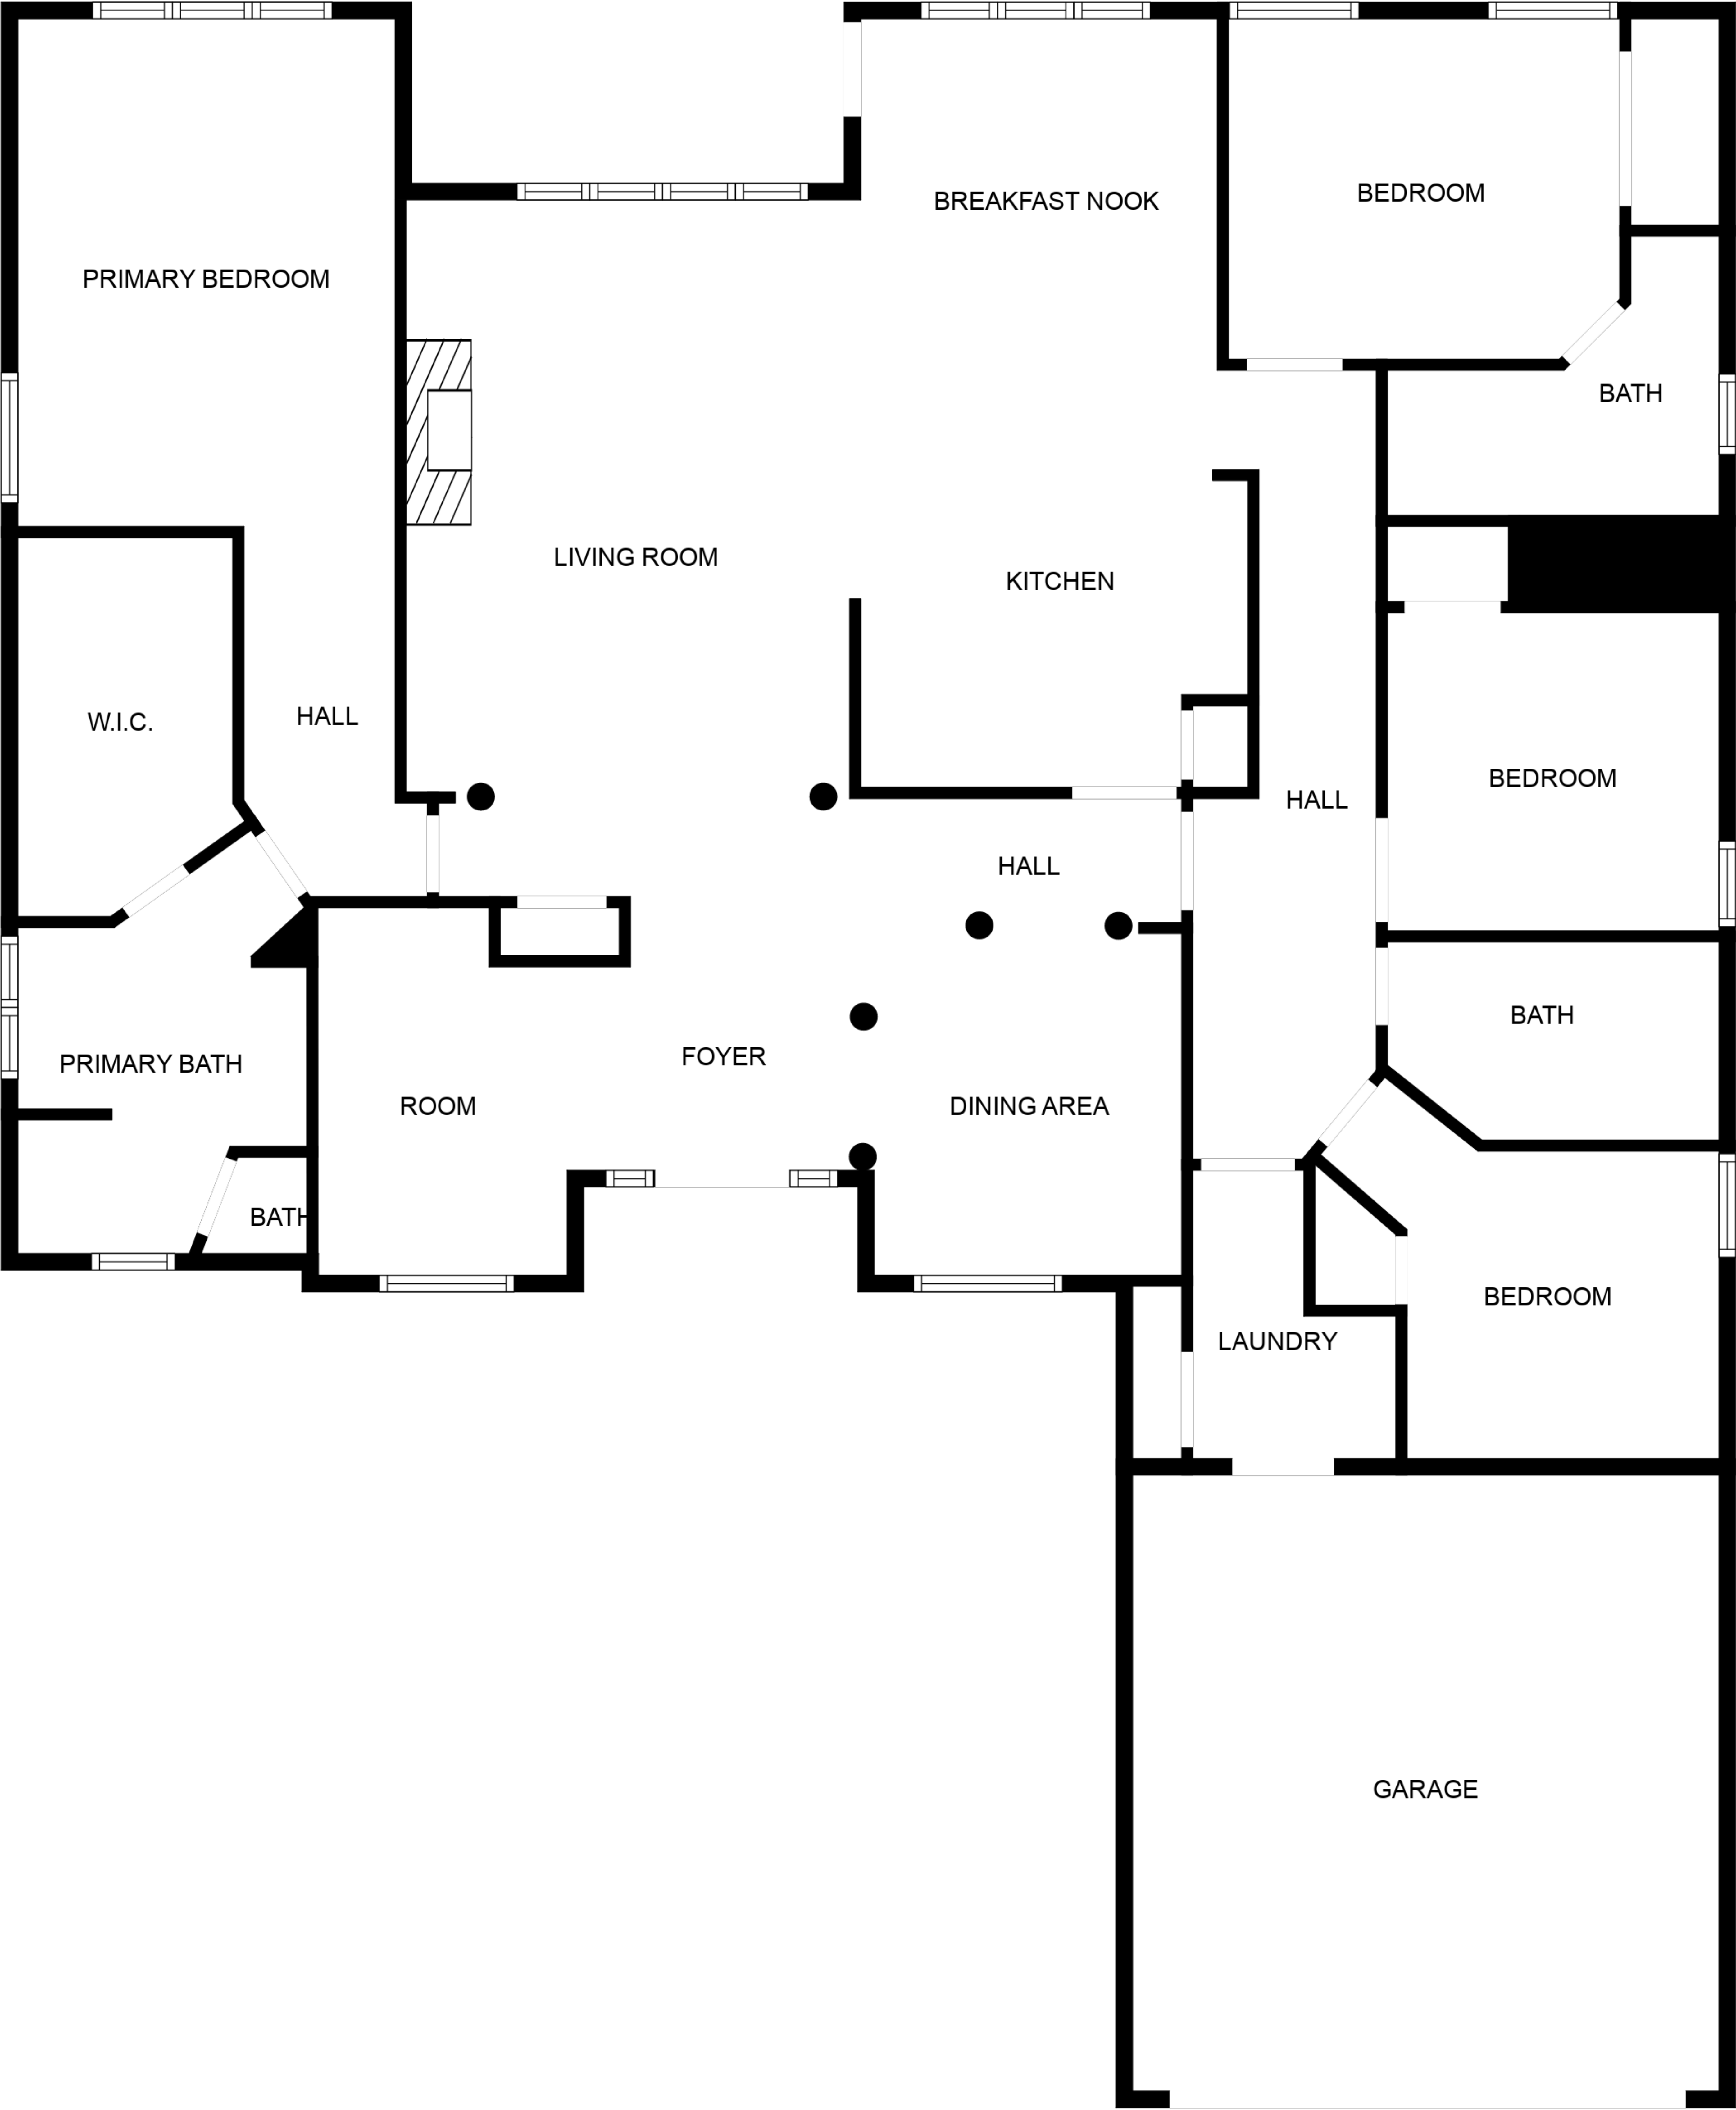 BREAKFAST NOOK
BEDROOM
PRIMARY BEDROOM
BATH
LIVING ROOM
KITCHEN
W.I.C.
HALL
BEDROOM
HALL
HALL
BATH
PRIMARY BATH
FOYER
ROOM
DINING AREA
BATH
BEDROOM
LAUNDRY
GARAGE